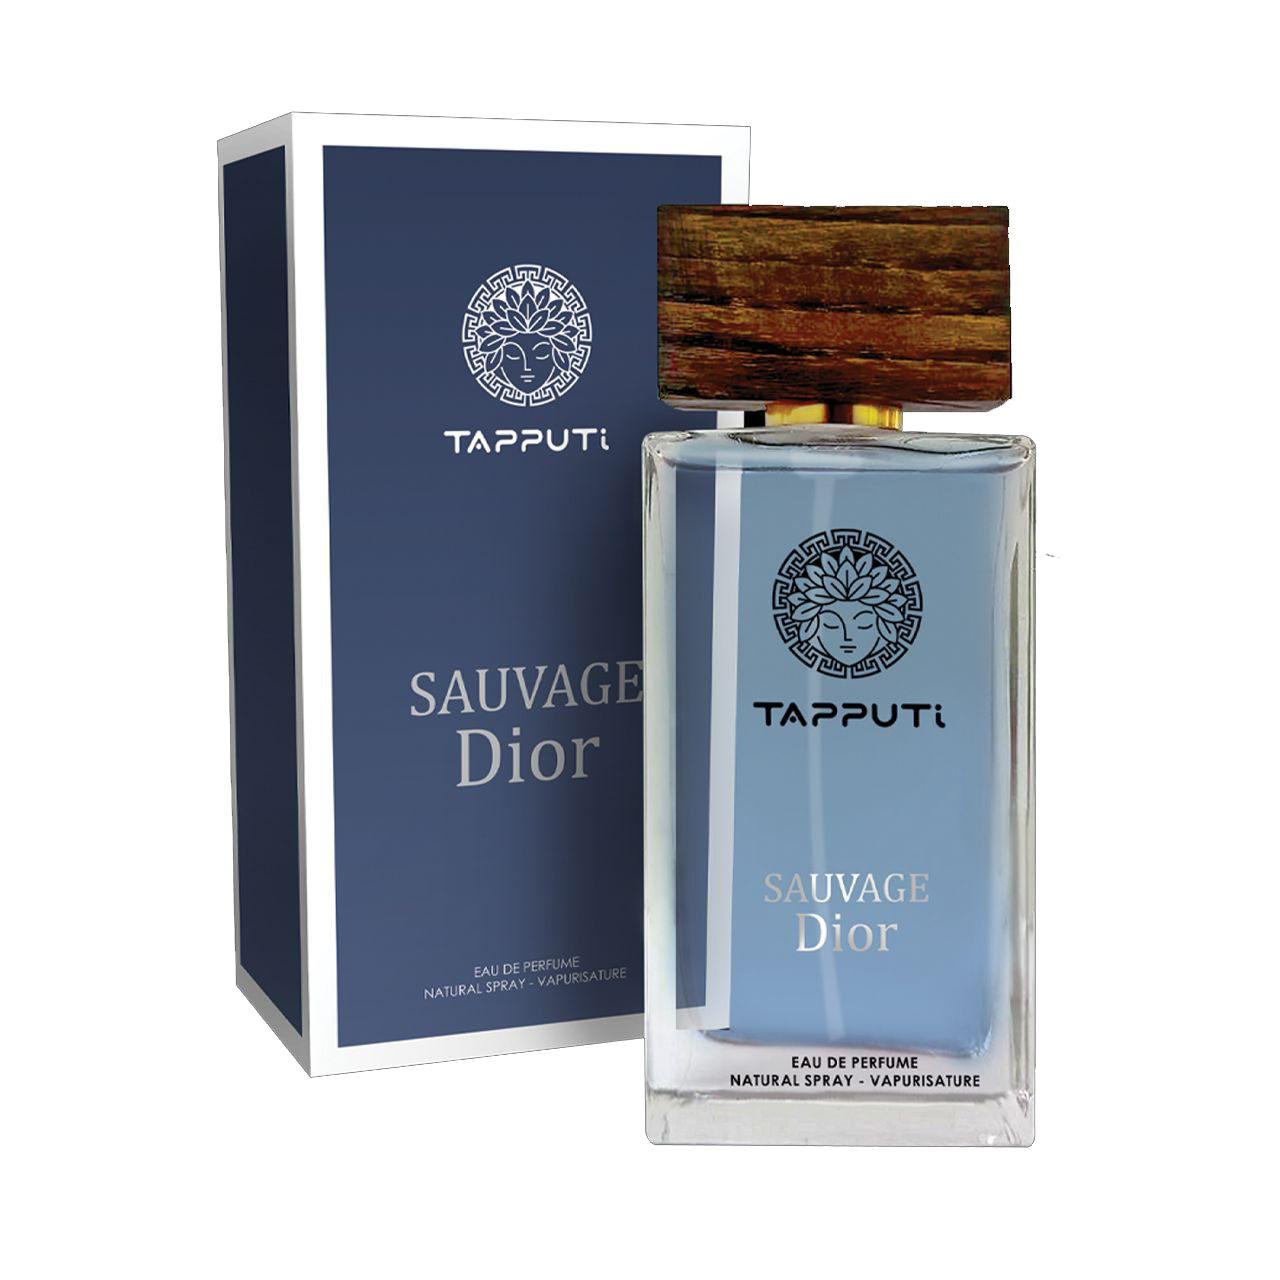 TAPPUTi
SAUVAGE
Dior
EAU DE PERFUME
NATURAL SPRAY - VAPURISATURE
TAPPUTi
SAUVAGE
Dior
EAU DE PERFUME
NATURAL SPRAY - VAPURISATURE